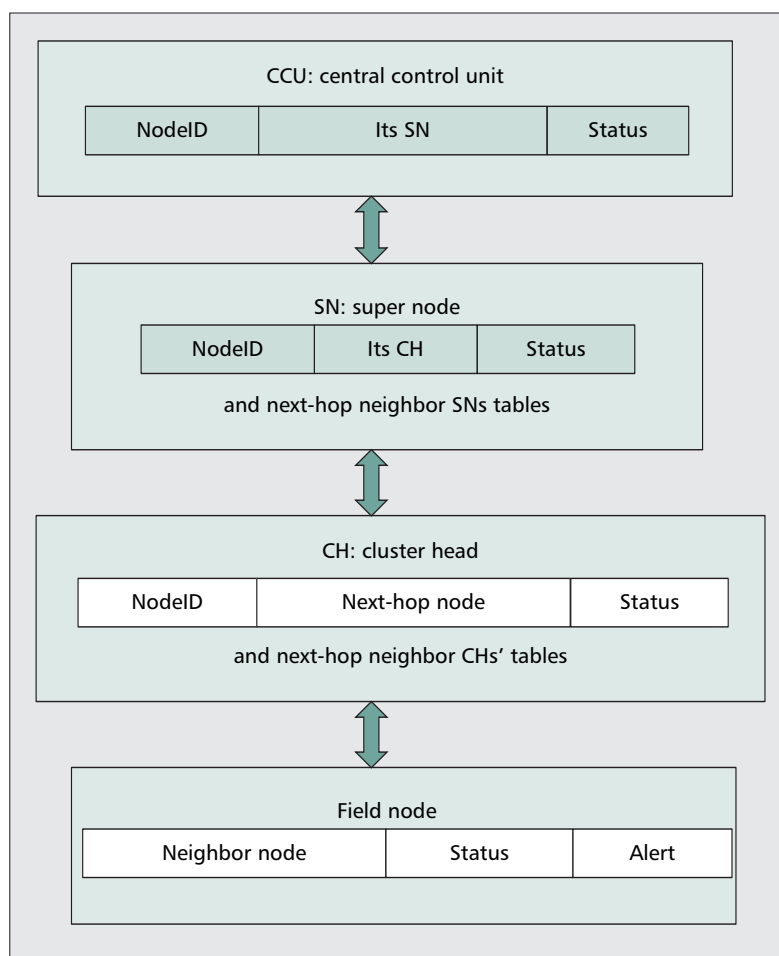 CCU: central control unit
NodeID Its SN Status
SN: super node
NodeID Its CH Status
and next-hop neighbor SNs tables
CH: cluster head
NodeID Next-hop node Status
and next-hop neighbor CHs’ tables
Field node
Neighbor node Status Alert